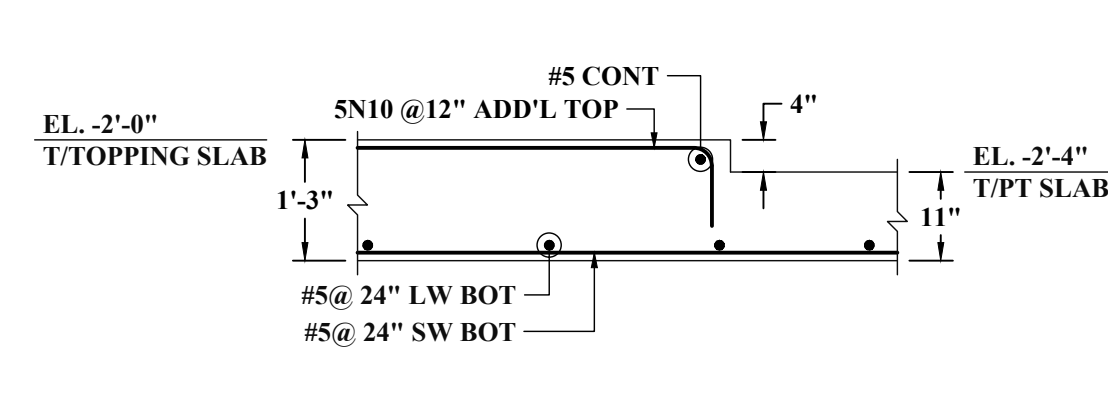 #5 CONT
5N10 @12" ADD'L TOP
4"
EL. -2'-0"
T/TOPPING SLAB
EL. -2'-4"
T/PT SLAB
1'-3"
11"
#5@ 24" LW BOT
#5@ 24" SW BOT